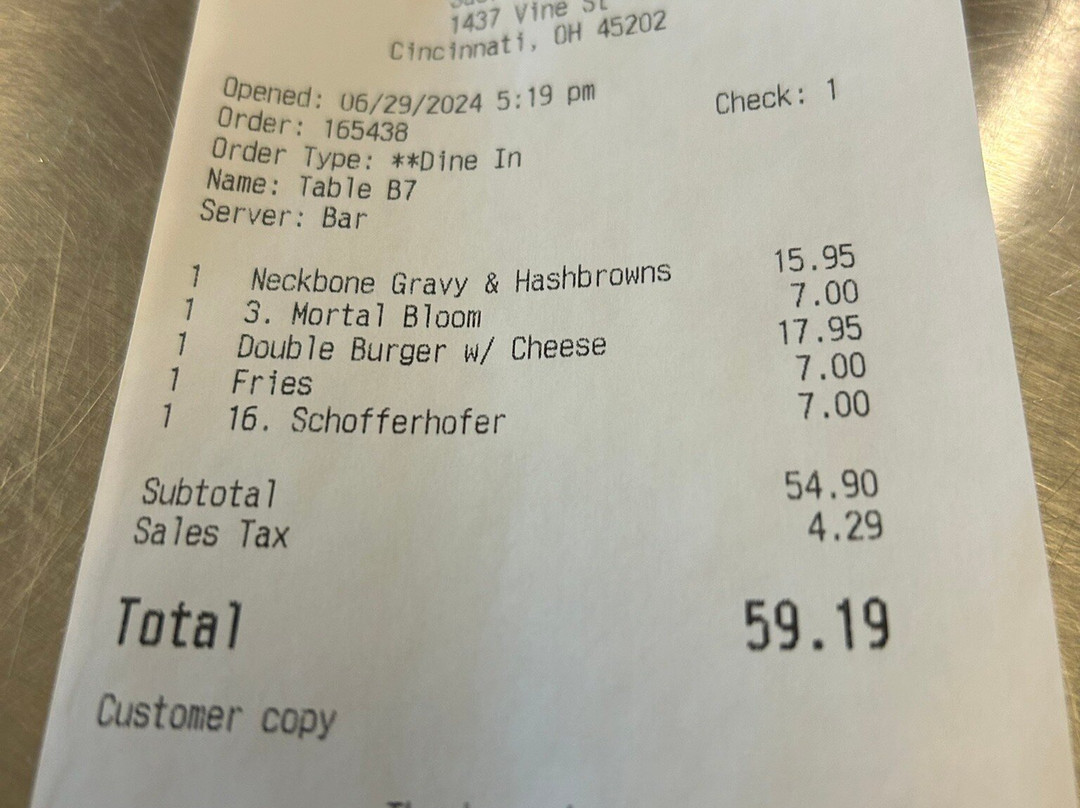 1437 Vine St
Cincinnati, OH 45202
Opened: 06/29/2024 5:19 pm Check: 1
Order: 165438
Order Type: **Dine In
Name: Table B7
Server: Bar
1 Neckbone Gravy & Hashbrowns 15.95
1 3. Mortal Bloom 7.00
1 Double Burger w/ Cheese 17.95
1 Fries 7.00
1 16. Schofferhofer 7.00
Subtotal 54.90
Sales Tax 4.29
Total 59.19
Customer copy